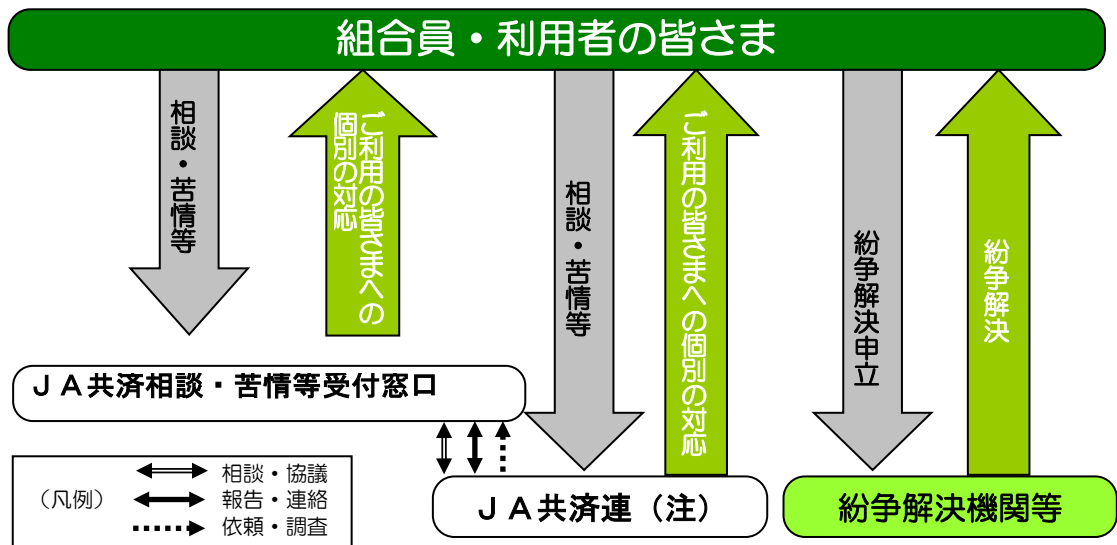 組合員・利用者の皆さま
相談・苦情等
ご利用の皆さまへの
個別の対応
相談・苦情等
ご利用の皆さまへの個別の対応
紛争解決申立
紛争解決
ＪＡ共済相談・苦情等受付窓口
（凡例）
相談・協議
報告・連絡
依頼・調査
ＪＡ共済連（注）
紛争解決機関等